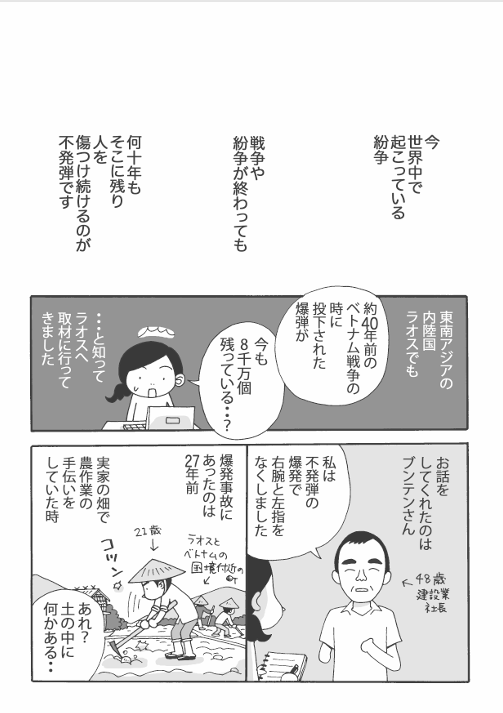 今
世界中で
起こっている
紛争
戦争や
紛争が終わっても
何十年も
そこに残り
人を
傷つけ続けるのが
不発弾です
東南アジアの
内陸国
ラオスでも
約40年前の
ベトナム戦争の
時に
投下された
爆弾が
今も
8千万個
残っている・・?
・・と知って
ラオスへ
取材に行って
きました
お話を
してくれたのは
ブンテンさん
48歳
建設業
社長
私は
不発弾の
爆発で
右腕と左指を
なくしました
爆発事故に
あったのは
27年前
実家の畑で
農作業の
手伝いを
していた時
21歳
ラオスと
ベトナムの
国境付近の
町
コツン
あれ?
土の中に
何かある・・